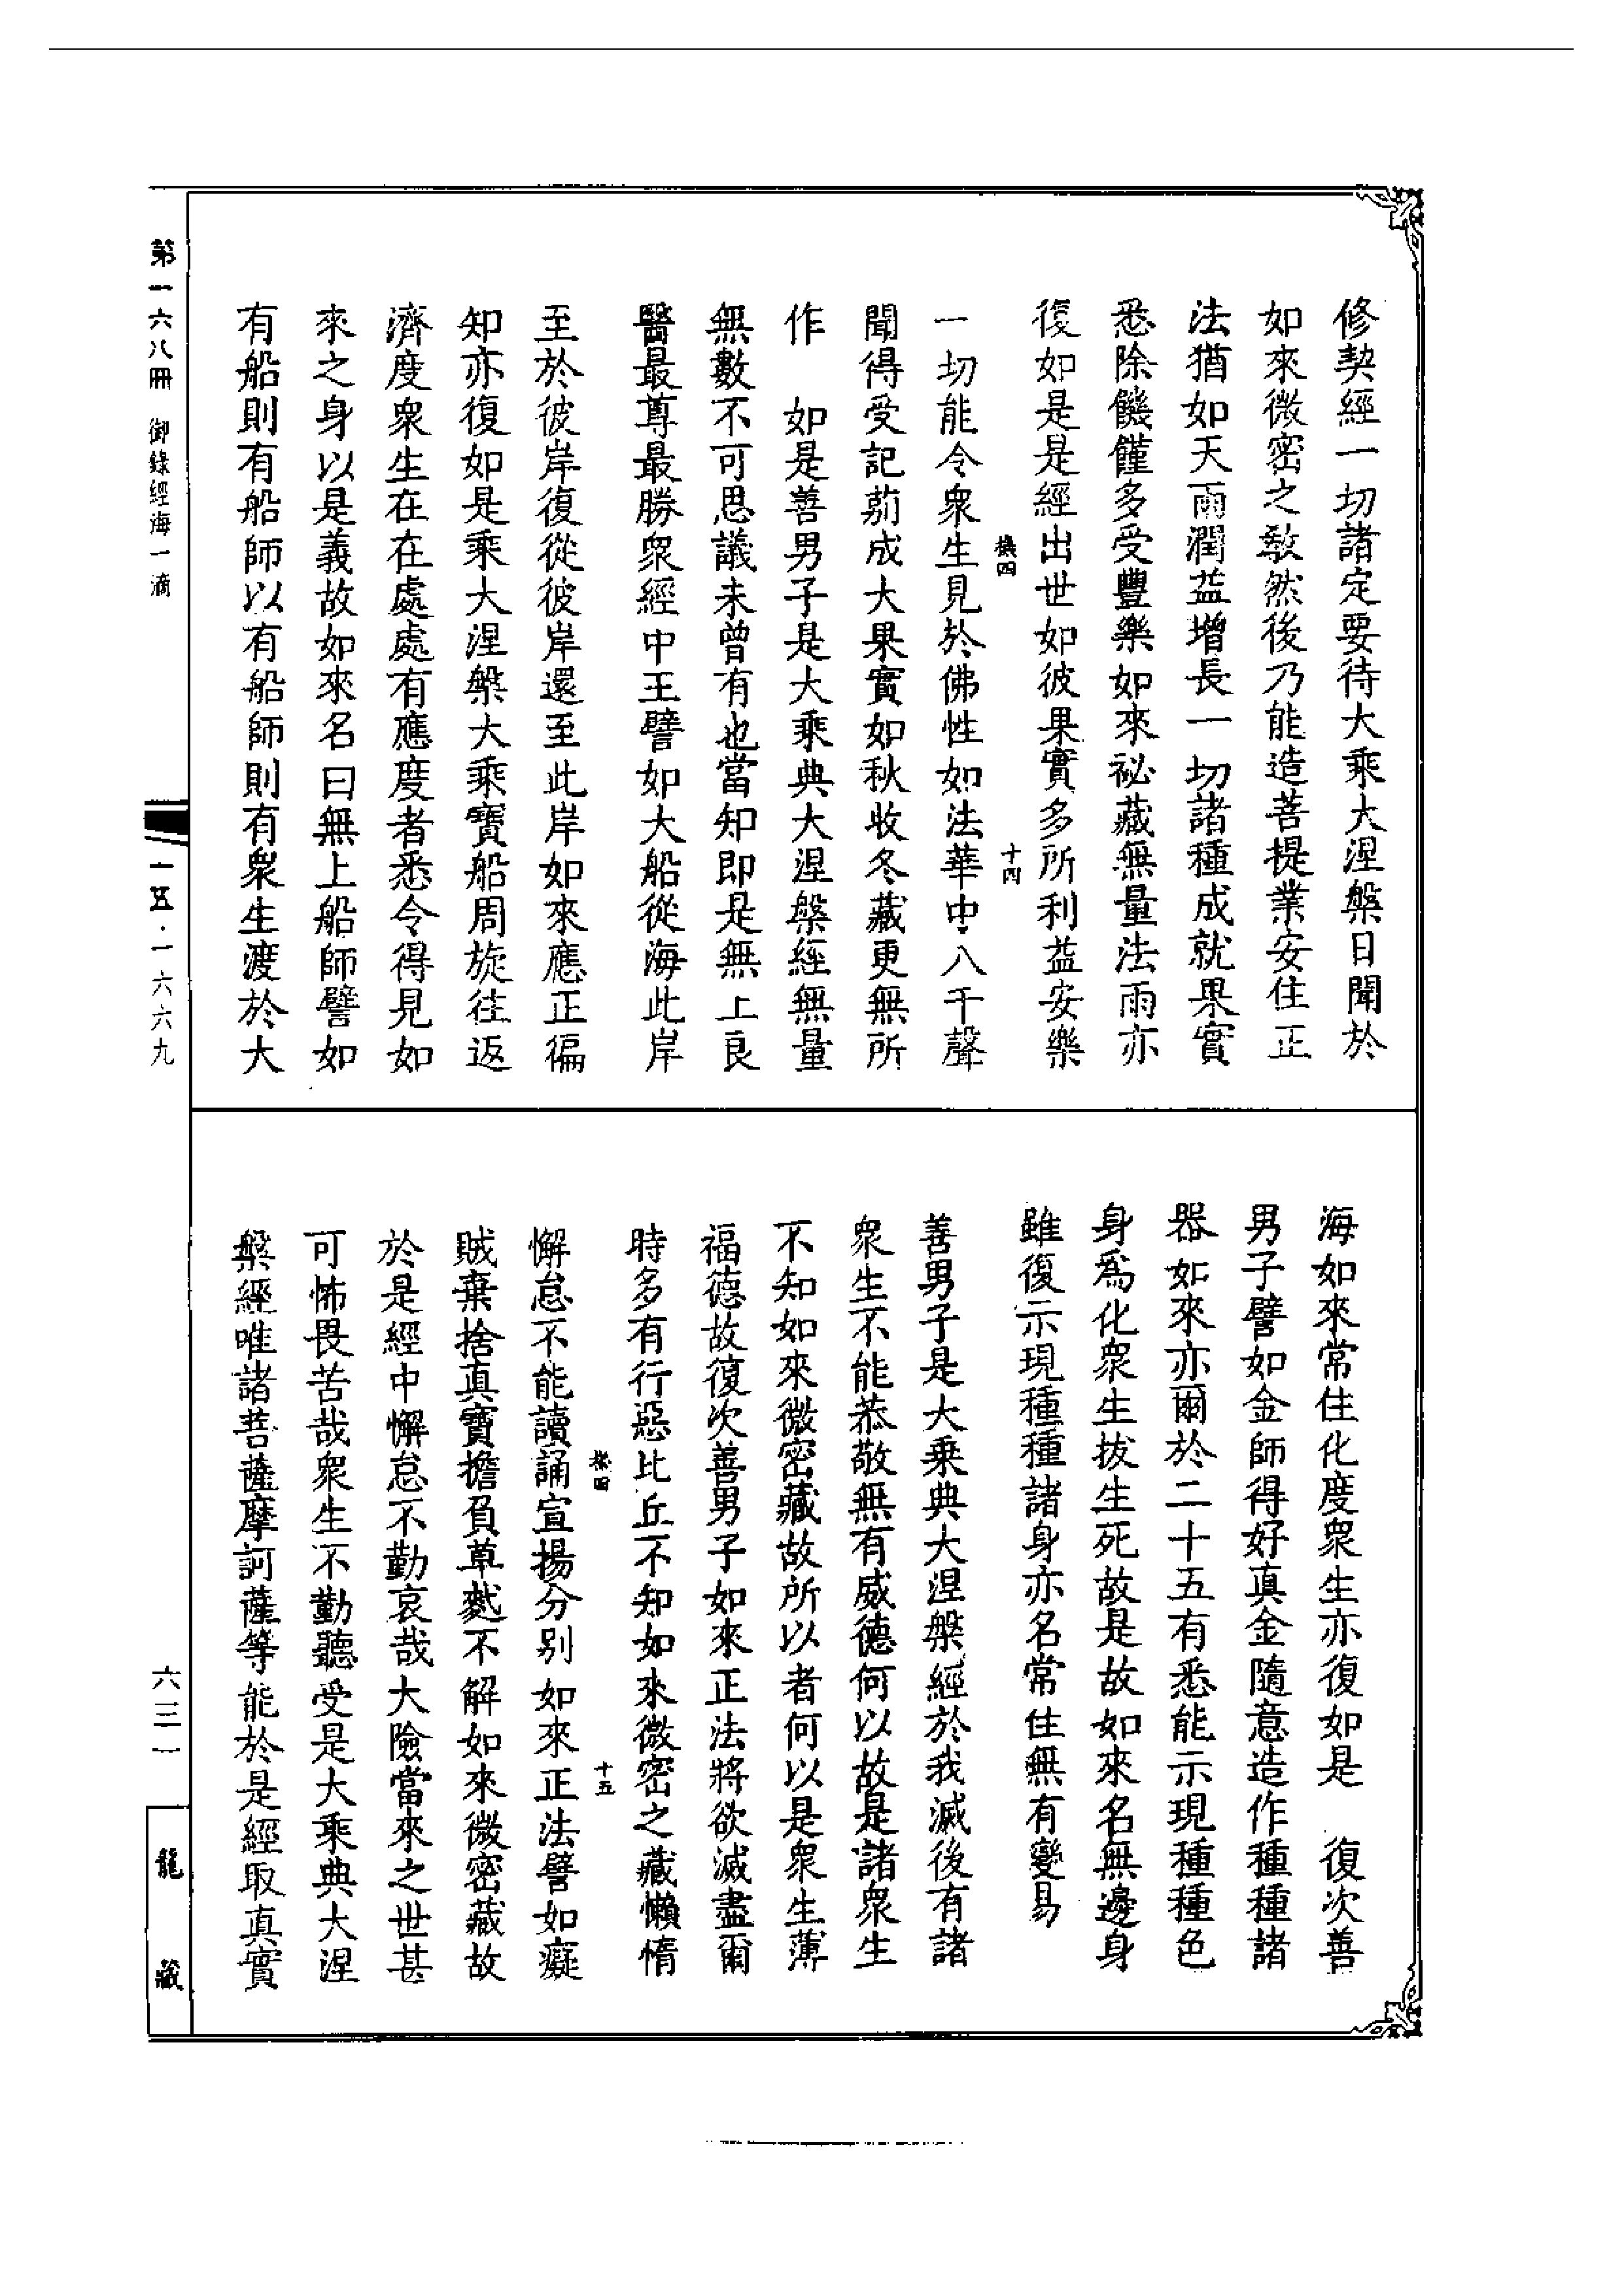 修契經一切諸定要待大乘大涅槃日聞於
如來微密之敎然後乃能造菩提業安住正
法猶如天雨潤益增長一切諸種成就果實
悉除饑饉多受豐樂如來祕藏無量法雨亦
復如是是經出世如彼果實多所利益安樂
機四 十四
一切能令衆生見於佛性如法華中八千聲
聞得受記莂成大果實如秋收冬藏更無所
作 如是善男子是大乘典大涅槃經無量
無數不可思議未曾有也當知即是無上良
醫最尊最勝衆經中王譬如大船從海此岸
至於彼岸復從彼岸還至此岸如來應正徧
知亦復如是乘大涅槃大乘寶船周旋往返
濟度衆生在在處處有應度者悉令得見如
來之身以是義故如來名曰無上船師譬如
有船則有船師以有船師則有衆生渡於大
海如來常住化度衆生亦復如是 復次善
男子譬如金師得好真金隨意造作種種諸
器如來亦爾於二十五有悉能示現種種色
身爲化衆生拔生死故是故如來名無邊身
雖復示現種種諸身亦名常住無有變易
善男子是大乘典大涅槃經於我滅後有諸
衆生不能恭敬無有威德何以故是諸衆生
不知如來微密藏故所以者何以是衆生薄
福德故復次善男子如來正法將欲滅盡爾
時多有行惡比丘不知如來微密之藏懶惰
機四 十五
懈怠不能讀誦宣揚分别如來正法譬如癡
賊棄捨真寶擔負草䴬不解如來微密藏故
於是經中懈怠不勤哀哉大險當來之世甚
可怖畏苦哉衆生不勤聽受是大乘典大涅
槃經唯諸菩薩摩訶薩等能於是經取真實
第一六八冊 御錄經海一滴
一五·一六六九
六三一
龍藏